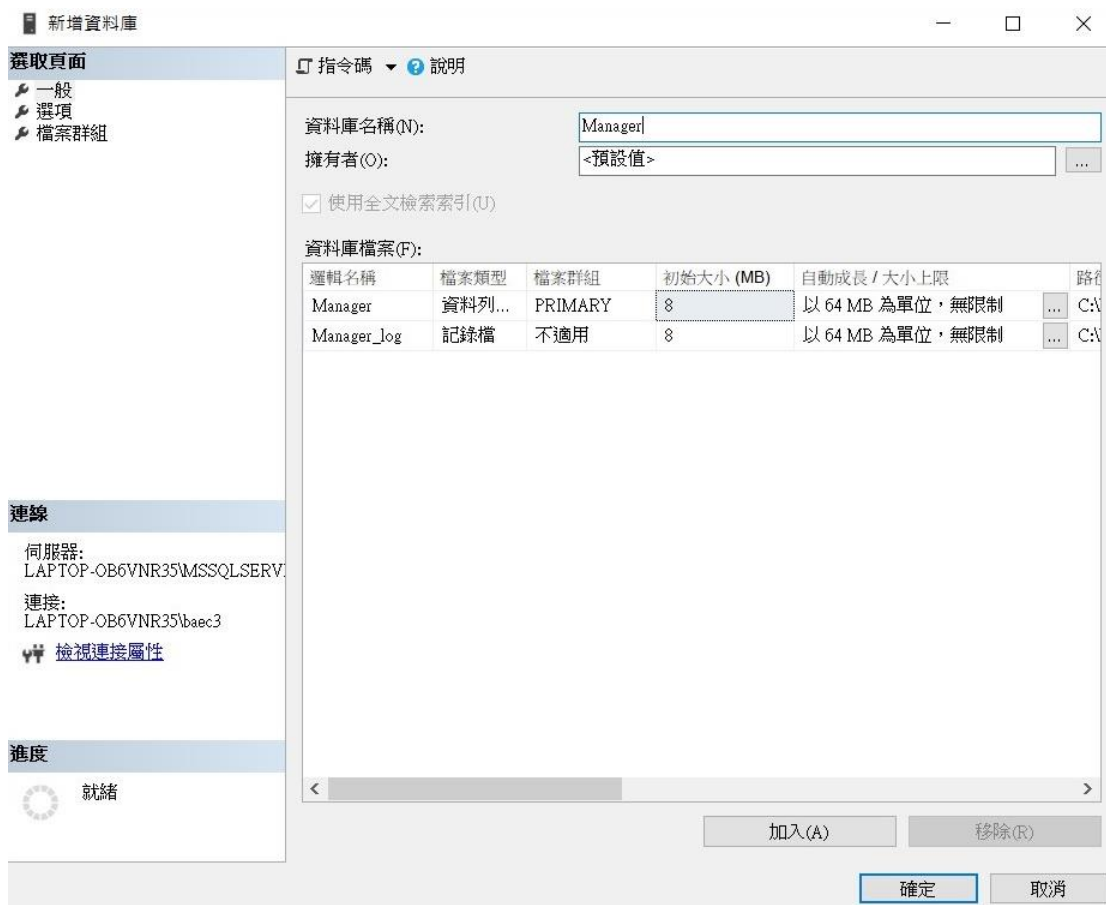 新增資料庫
選取頁面
一般
選項
檔案群組
指令碼 說明
資料庫名稱(N): Manager
擁有者(O): <預設值> ...
使用全文檢索索引(U)
資料庫檔案(F):
邏輯名稱 檔案類型 檔案群組 初始大小 (MB) 自動成長 / 大小上限
Manager 資料列... PRIMARY 8 以 64 MB 為單位，無限制 ... C:\
Manager_log 記錄檔 不適用 8 以 64 MB 為單位，無限制 ... C:\
連線
伺服器:
LAPTOP-OB6VNR35\MSSQLSERV
連接:
LAPTOP-OB6VNR35\baec3
檢視連接屬性
進度
就緒
加入(A) 移除(R)
確定 取消